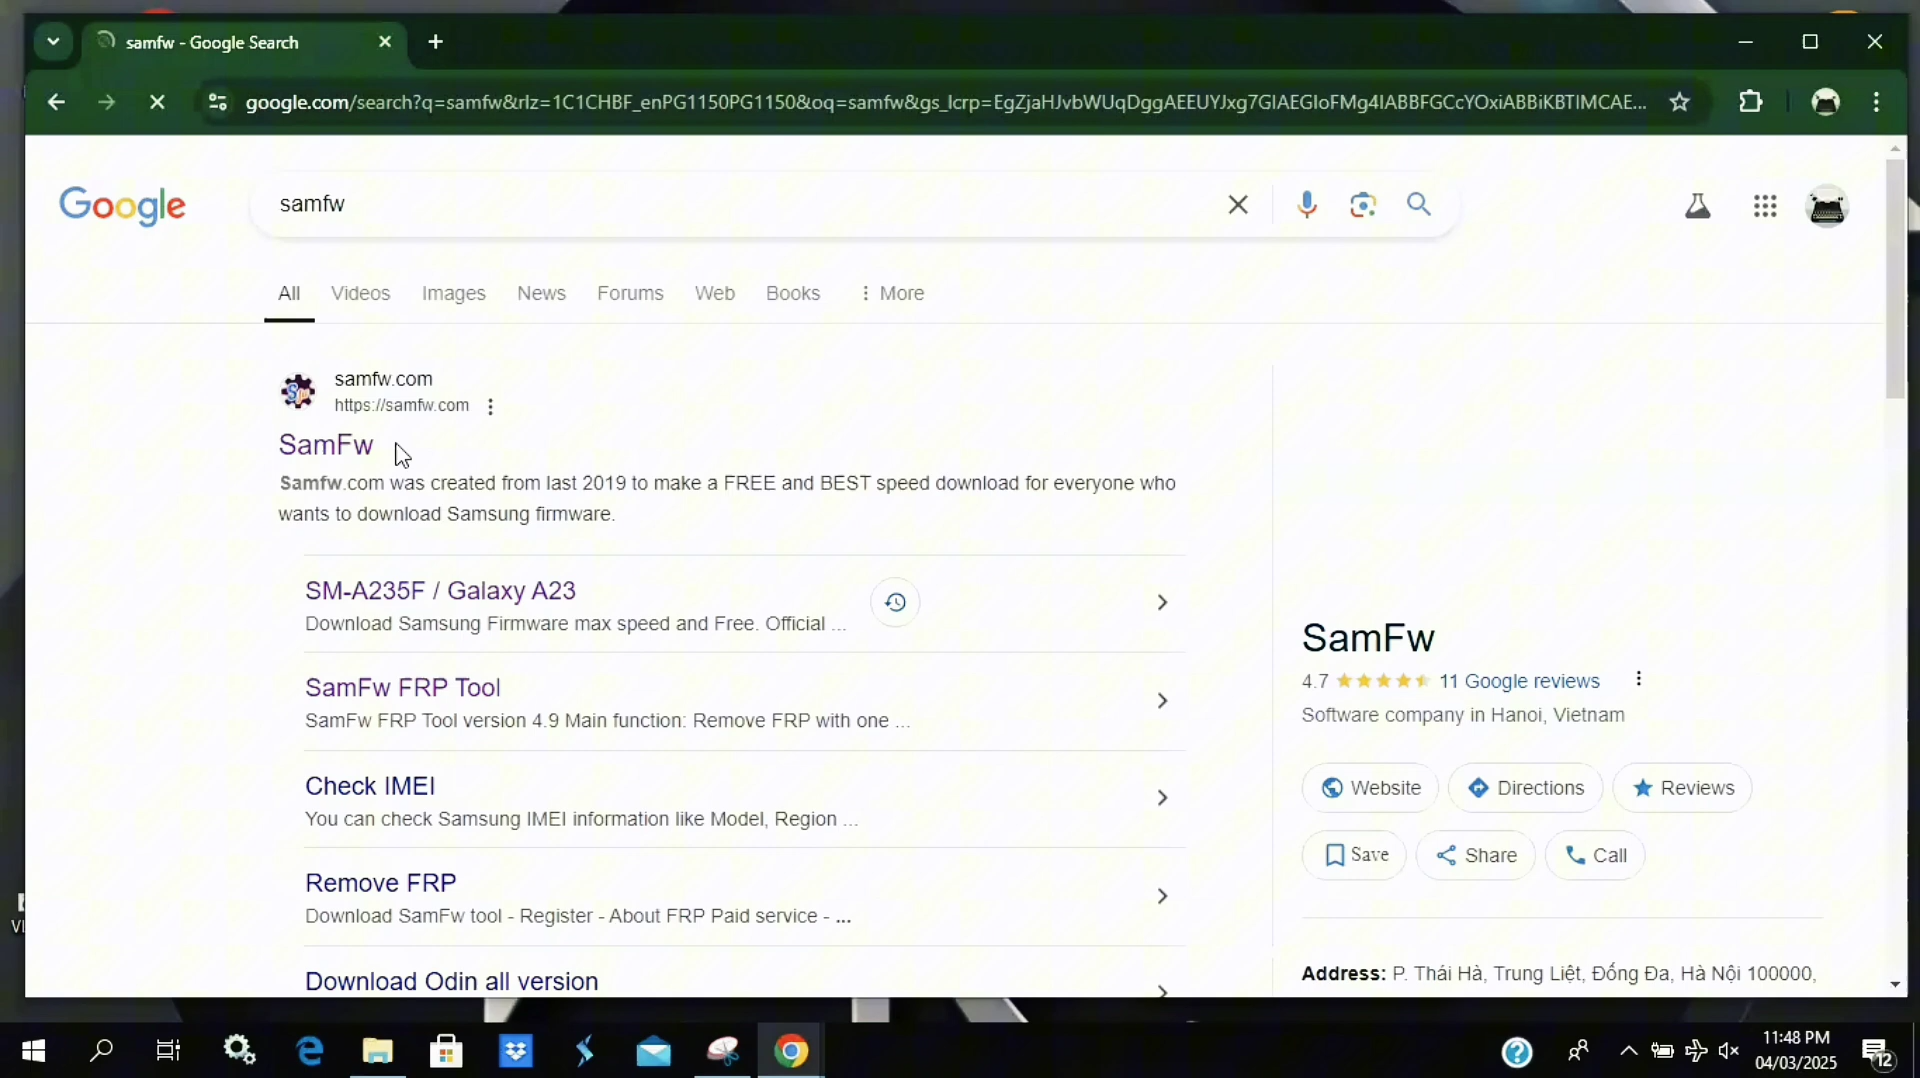 samfw - Google Search
google.com/search?q=samfw&rlz=1C1CHBF_enPG1150PG1150&oq=samfw&gs_lcrp=EgZjaHJvbWUqDggAEEUYJxg7GIAEGIoFMg4IABBFGCcYOxiABBiKBTIMCAE...
Google
samfw
All Videos Images News Forums Web Books More
samfw.com
https://samfw.com
SamFw
Samfw.com was created from last 2019 to make a FREE and BEST speed download for everyone who
wants to download Samsung firmware.
SM-A235F / Galaxy A23
Download Samsung Firmware max speed and Free. Official ...
SamFw FRP Tool
SamFw FRP Tool version 4.9 Main function: Remove FRP with one ...
Check IMEI
You can check Samsung IMEI information like Model, Region ...
Remove FRP
Download SamFw tool - Register - About FRP Paid service - ...
Download Odin all version
SamFw
4.7 11 Google reviews
Software company in Hanoi, Vietnam
Website Directions Reviews
Save Share Call
Address: P. Thái Hà, Trung Liệt, Đống Đa, Hà Nội 100000,
11:48 PM
04/03/2025
12